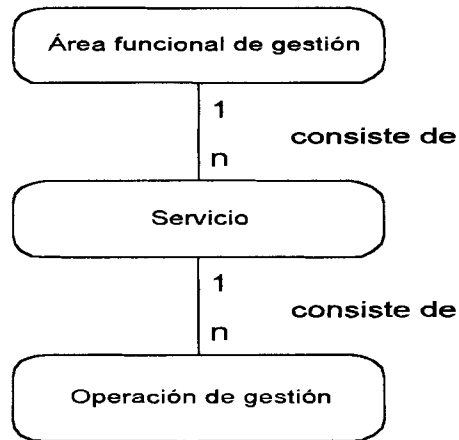 Área funcional de gestión
1
consiste de
n
Servicio
1
consiste de
n
Operación de gestión